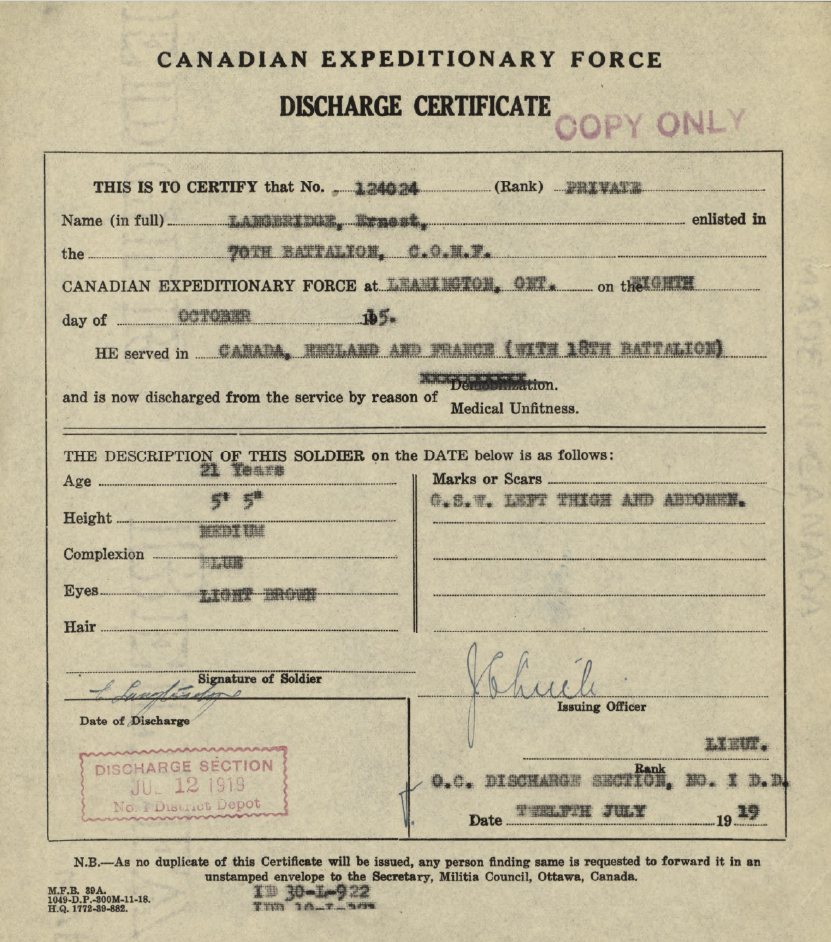 CANADIAN EXPEDITIONARY FORCE
DISCHARGE CERTIFICATE
COPY ONLY
THIS IS TO CERTIFY that No. 124024 (Rank) PRIVATE
Name (in full) LANGBRIDGE, Ernest, enlisted in
the 70TH BATTALION, C.O.M.F.
CANADIAN EXPEDITIONARY FORCE at LEAMINGTON, ONT. on the EIGHTH
day of OCTOBER 15.
HE served in CANADA, ENGLAND AND FRANCE (WITH 18TH BATTALION)
xxxxxxxxxx
Demobilization.
and is now discharged from the service by reason of
Medical Unfitness.
THE DESCRIPTION OF THIS SOLDIER on the DATE below is as follows:
Age 21 Years
Height 5' 5"
Complexion MEDIUM
Eyes BLUE
Hair LIGHT BROWN
Marks or Scars
G.S.W. LEFT THIGH AND ABDOMEN.
Signature of Soldier
Issuing Officer
Date of Discharge
DISCHARGE SECTION
JUL 12 1919
No. 1 District Depot
LIEUT.
Rank
O.C. DISCHARGE SECTION, NO. I D.D.
Date TWELFTH JULY 1919
N.B.—As no duplicate of this Certificate will be issued, any person finding same is requested to forward it in an
unstamped envelope to the Secretary, Militia Council, Ottawa, Canada.
M.F.B. 39A.
1049-D.P.-300M-11-18.
H.Q. 1772-39-882.
ID 30-L-922